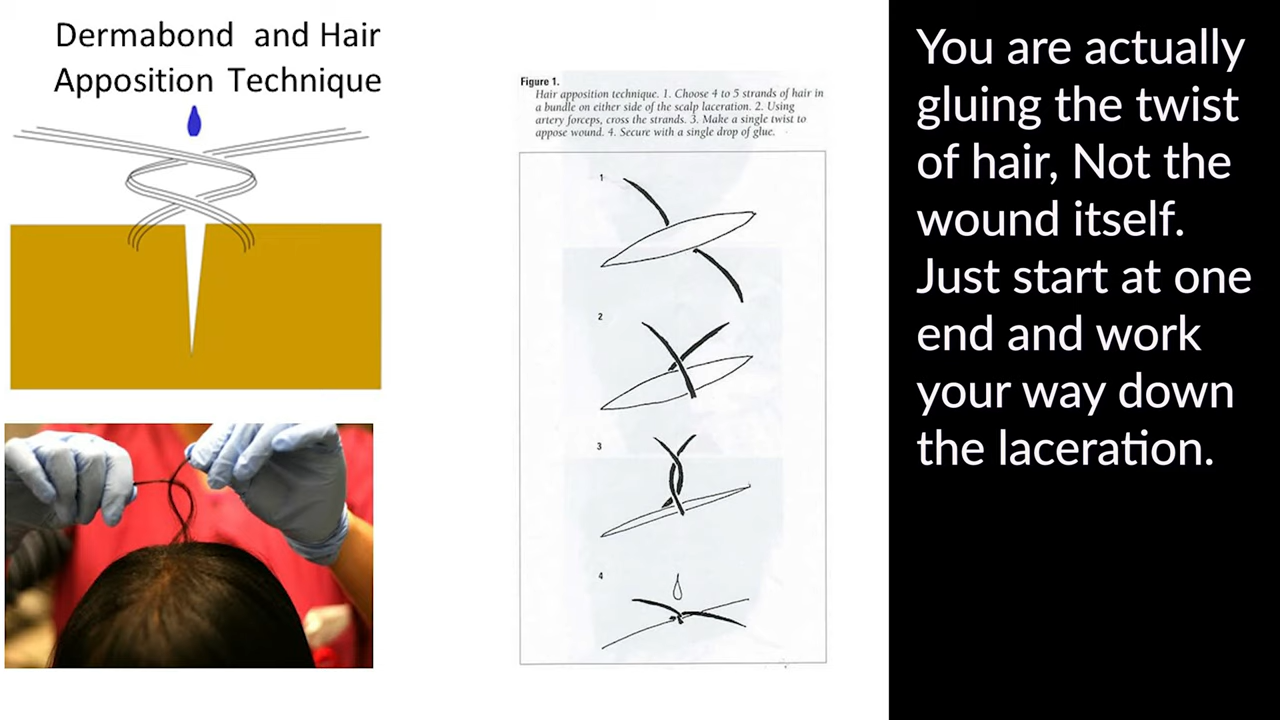 Dermabond and Hair
Apposition Technique
Figure 1.
Hair apposition technique. 1. Choose 4 to 5 strands of hair in
a bundle on either side of the scalp laceration. 2. Using
artery forceps, cross the strands. 3. Make a single twist to
appose wound. 4. Secure with a single drop of glue.
1
2
3
4
You are actually
gluing the twist
of hair, Not the
wound itself.
Just start at one
end and work
your way down
the laceration.